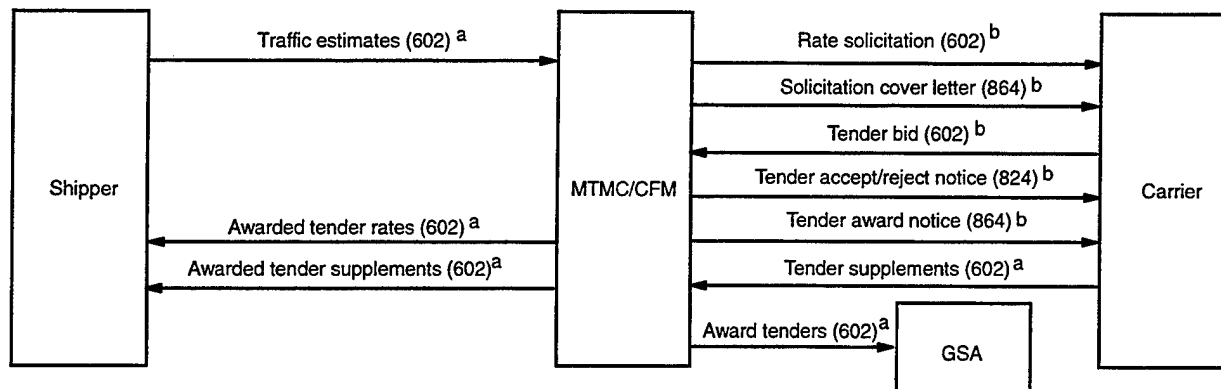 Traffic estimates (602) a
Rate solicitation (602) b
Solicitation cover letter (864) b
Tender bid (602) b
Shipper
MTMC/CFM
Tender accept/reject notice (824) b
Carrier
Awarded tender rates (602) a
Tender award notice (864) b
Awarded tender supplements (602) a
Tender supplements (602) a
Award tenders (602) a
GSA